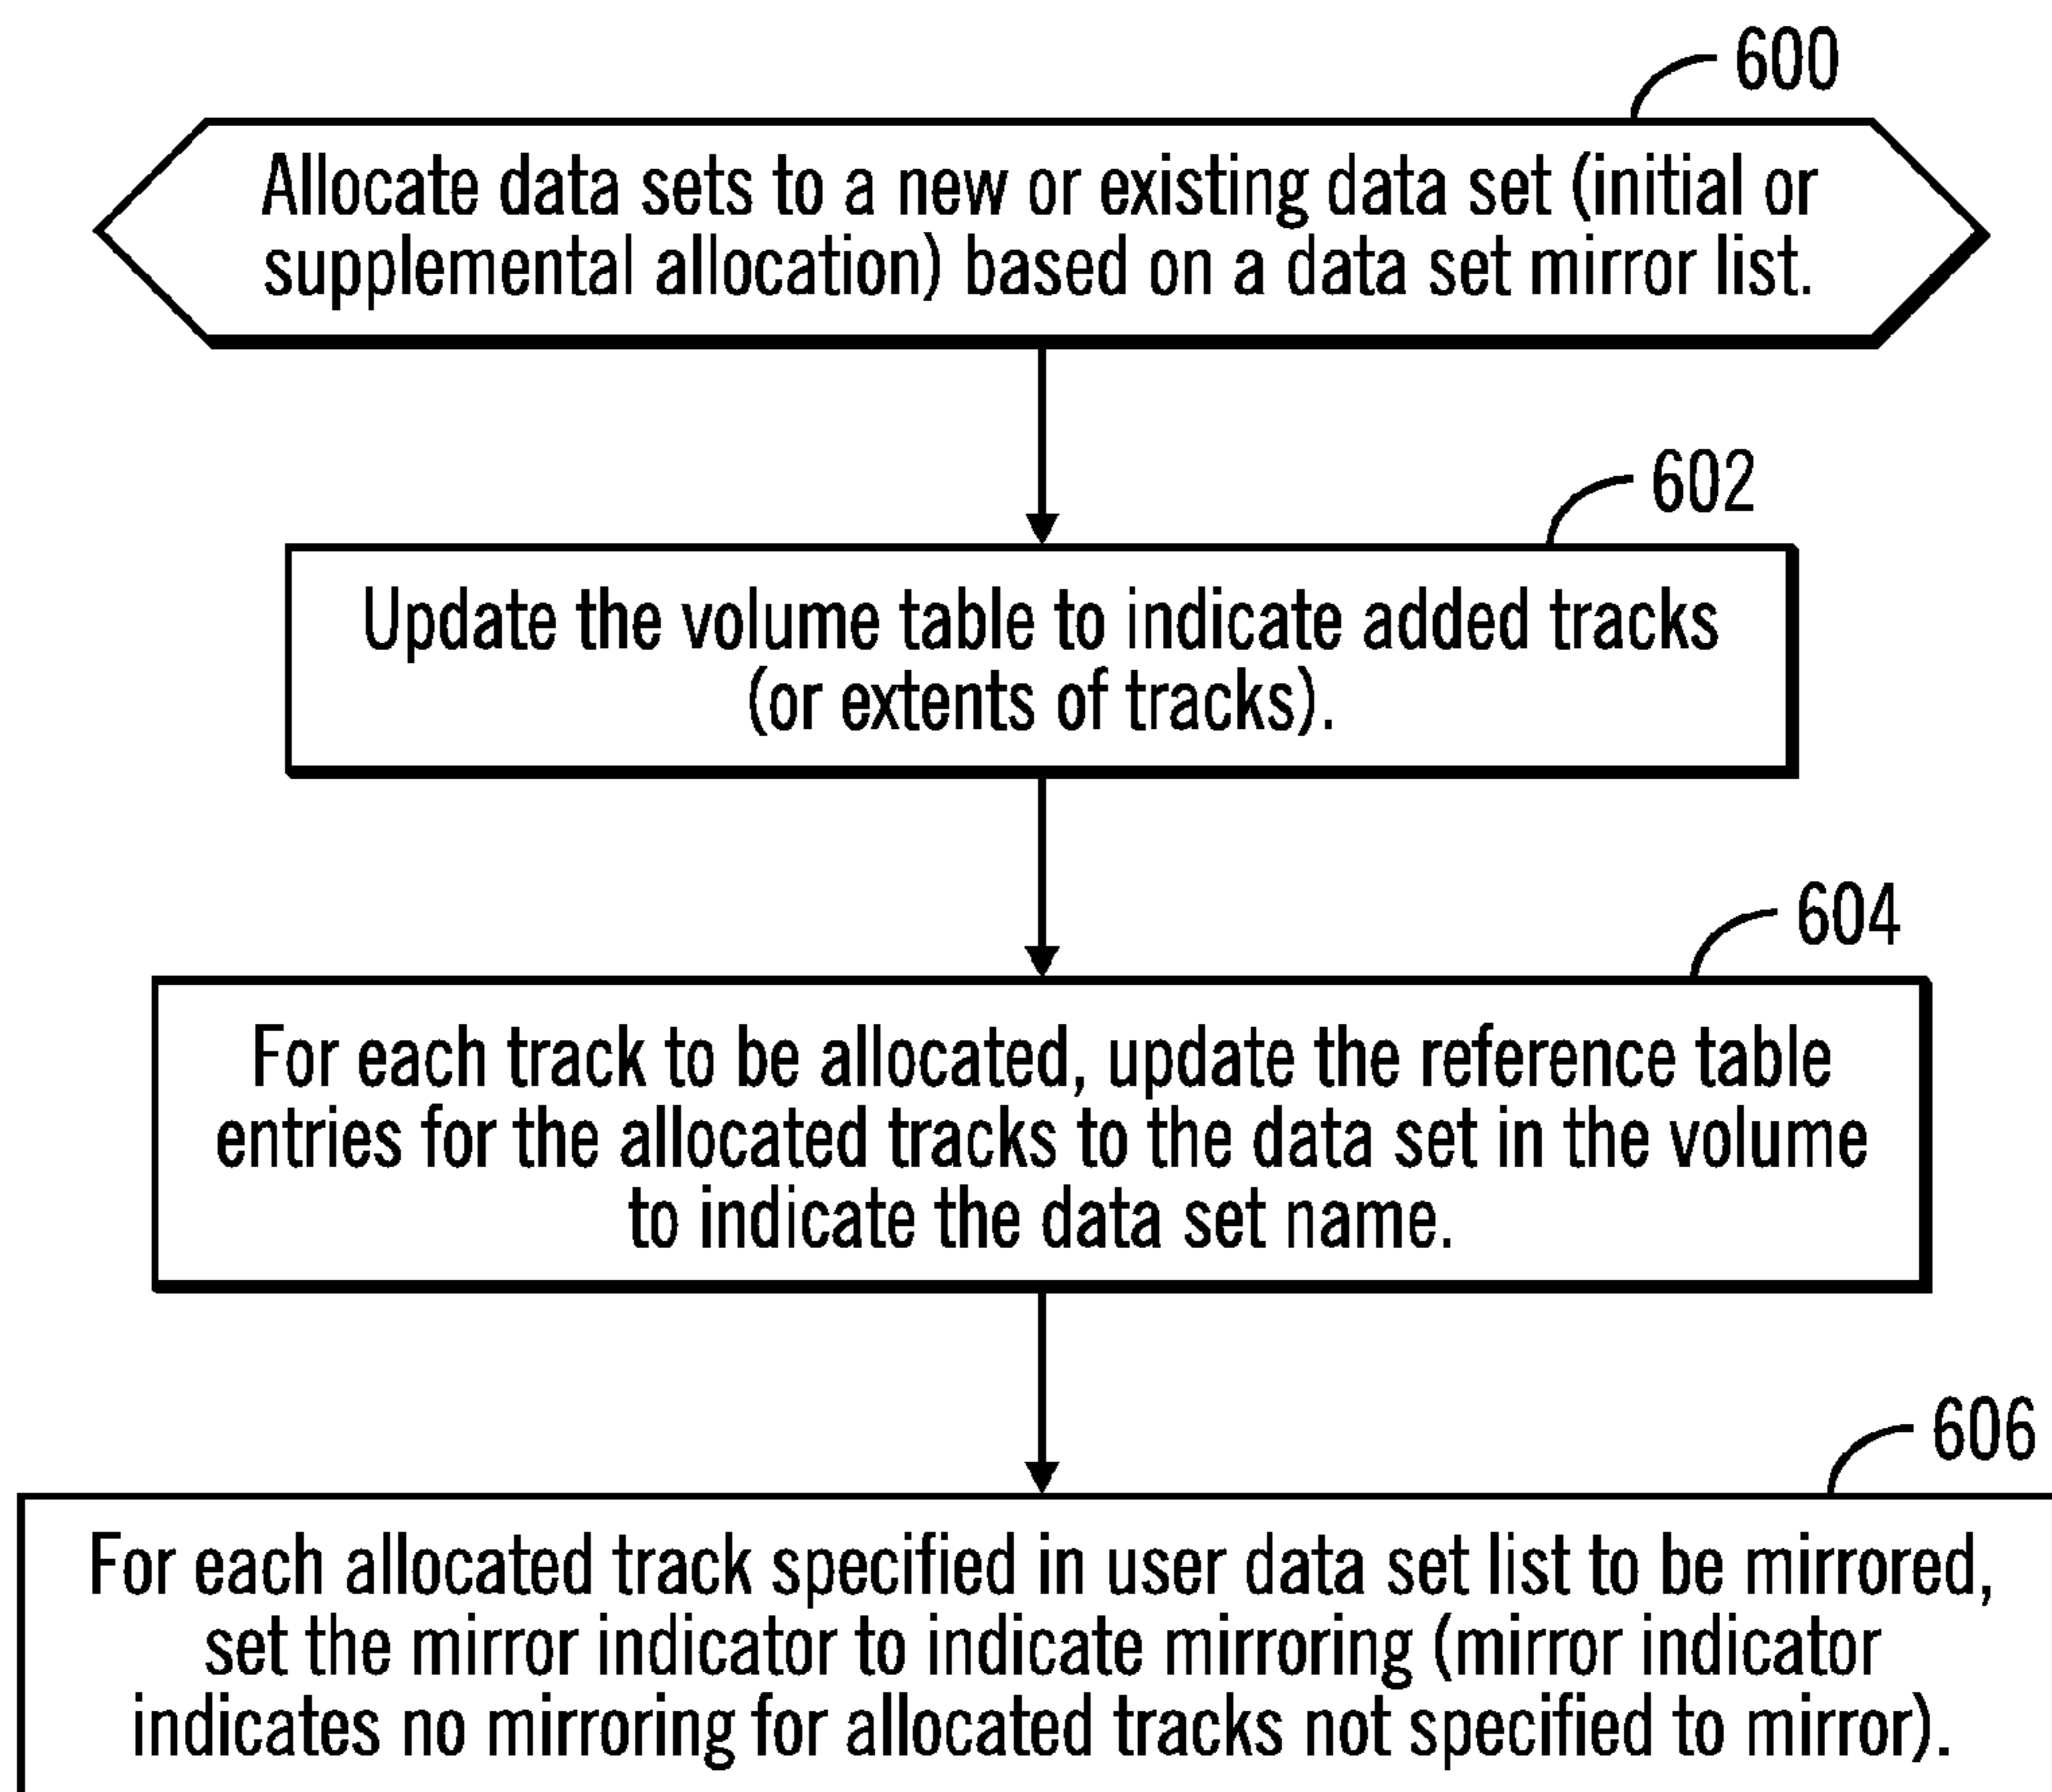 600
Allocate data sets to a new or existing data set (initial or
supplemental allocation) based on a data set mirror list.
602
Update the volume table to indicate added tracks
(or extents of tracks).
604
For each track to be allocated, update the reference table
entries for the allocated tracks to the data set in the volume
to indicate the data set name.
606
For each allocated track specified in user data set list to be mirrored,
set the mirror indicator to indicate mirroring (mirror indicator
indicates no mirroring for allocated tracks not specified to mirror).